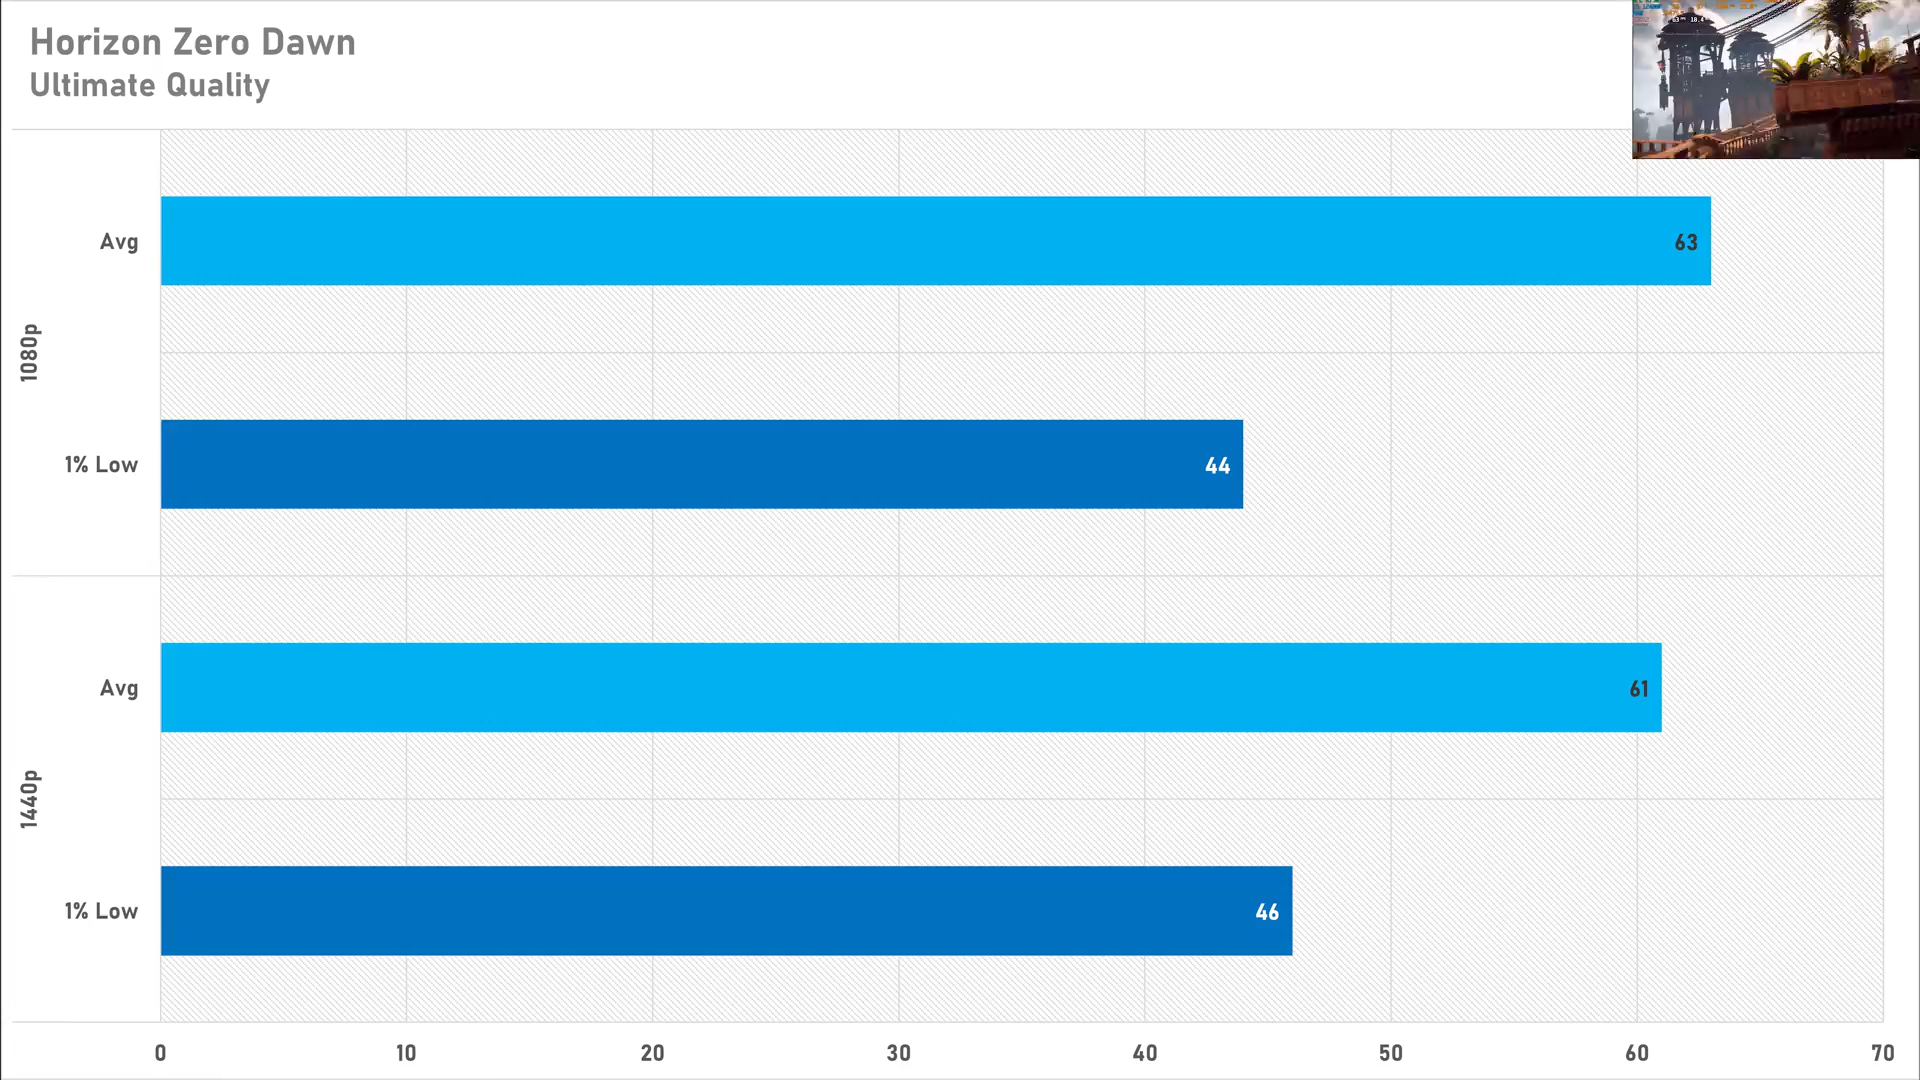 Horizon Zero Dawn
Ultimate Quality
1080p
Avg
63
1% Low
44
1440p
Avg
61
1% Low
46
0 10 20 30 40 50 60 70